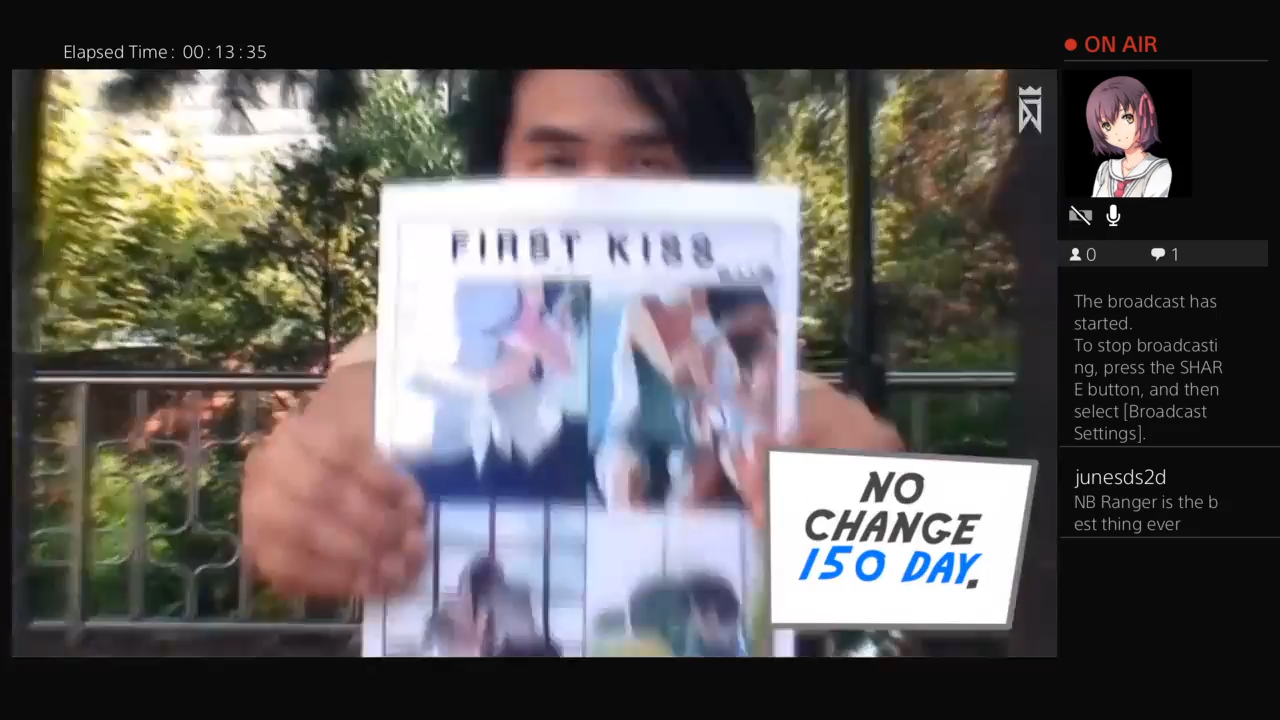 Elapsed Time: 00:13:35
ON AIR
FIRST KISS
NO
CHANGE
150 DAY.
0
1
The broadcast has
started.
To stop broadcasti
ng, press the SHAR
E button, and then
select [Broadcast
Settings].
junesds2d
NB Ranger is the b
est thing ever